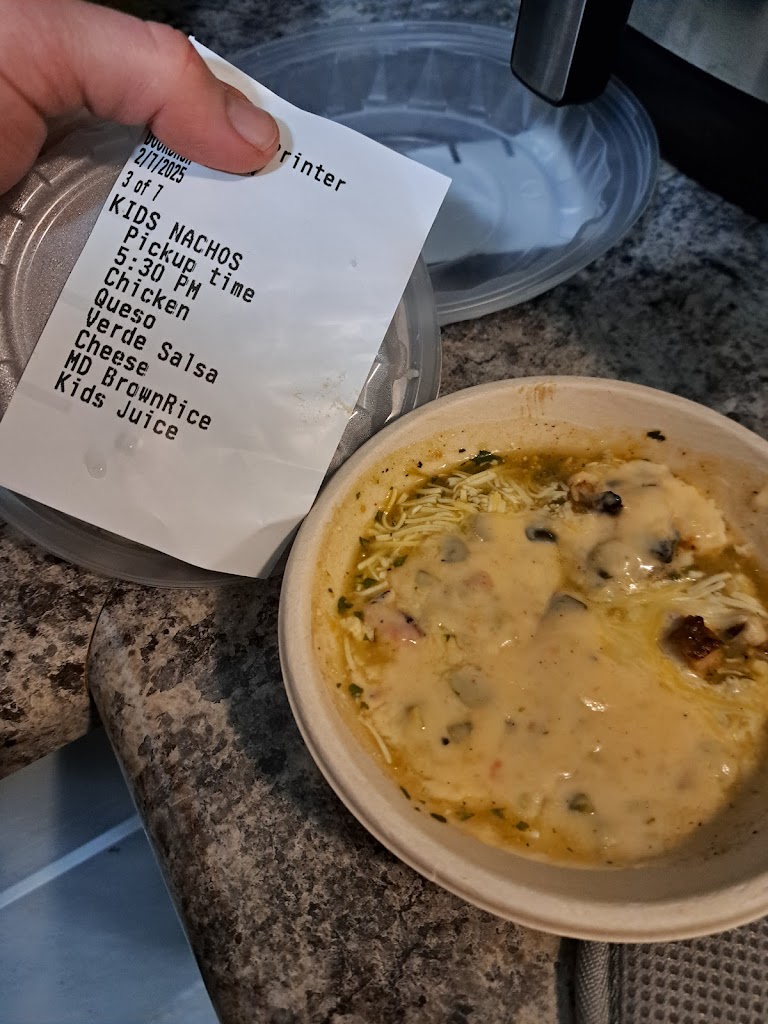 Printer
2/7/2025
3 of 7
KIDS NACHOS
Pickup time
5:30 PM
Chicken
Queso
Verde Salsa
Cheese
MD BrownRice
Kids Juice